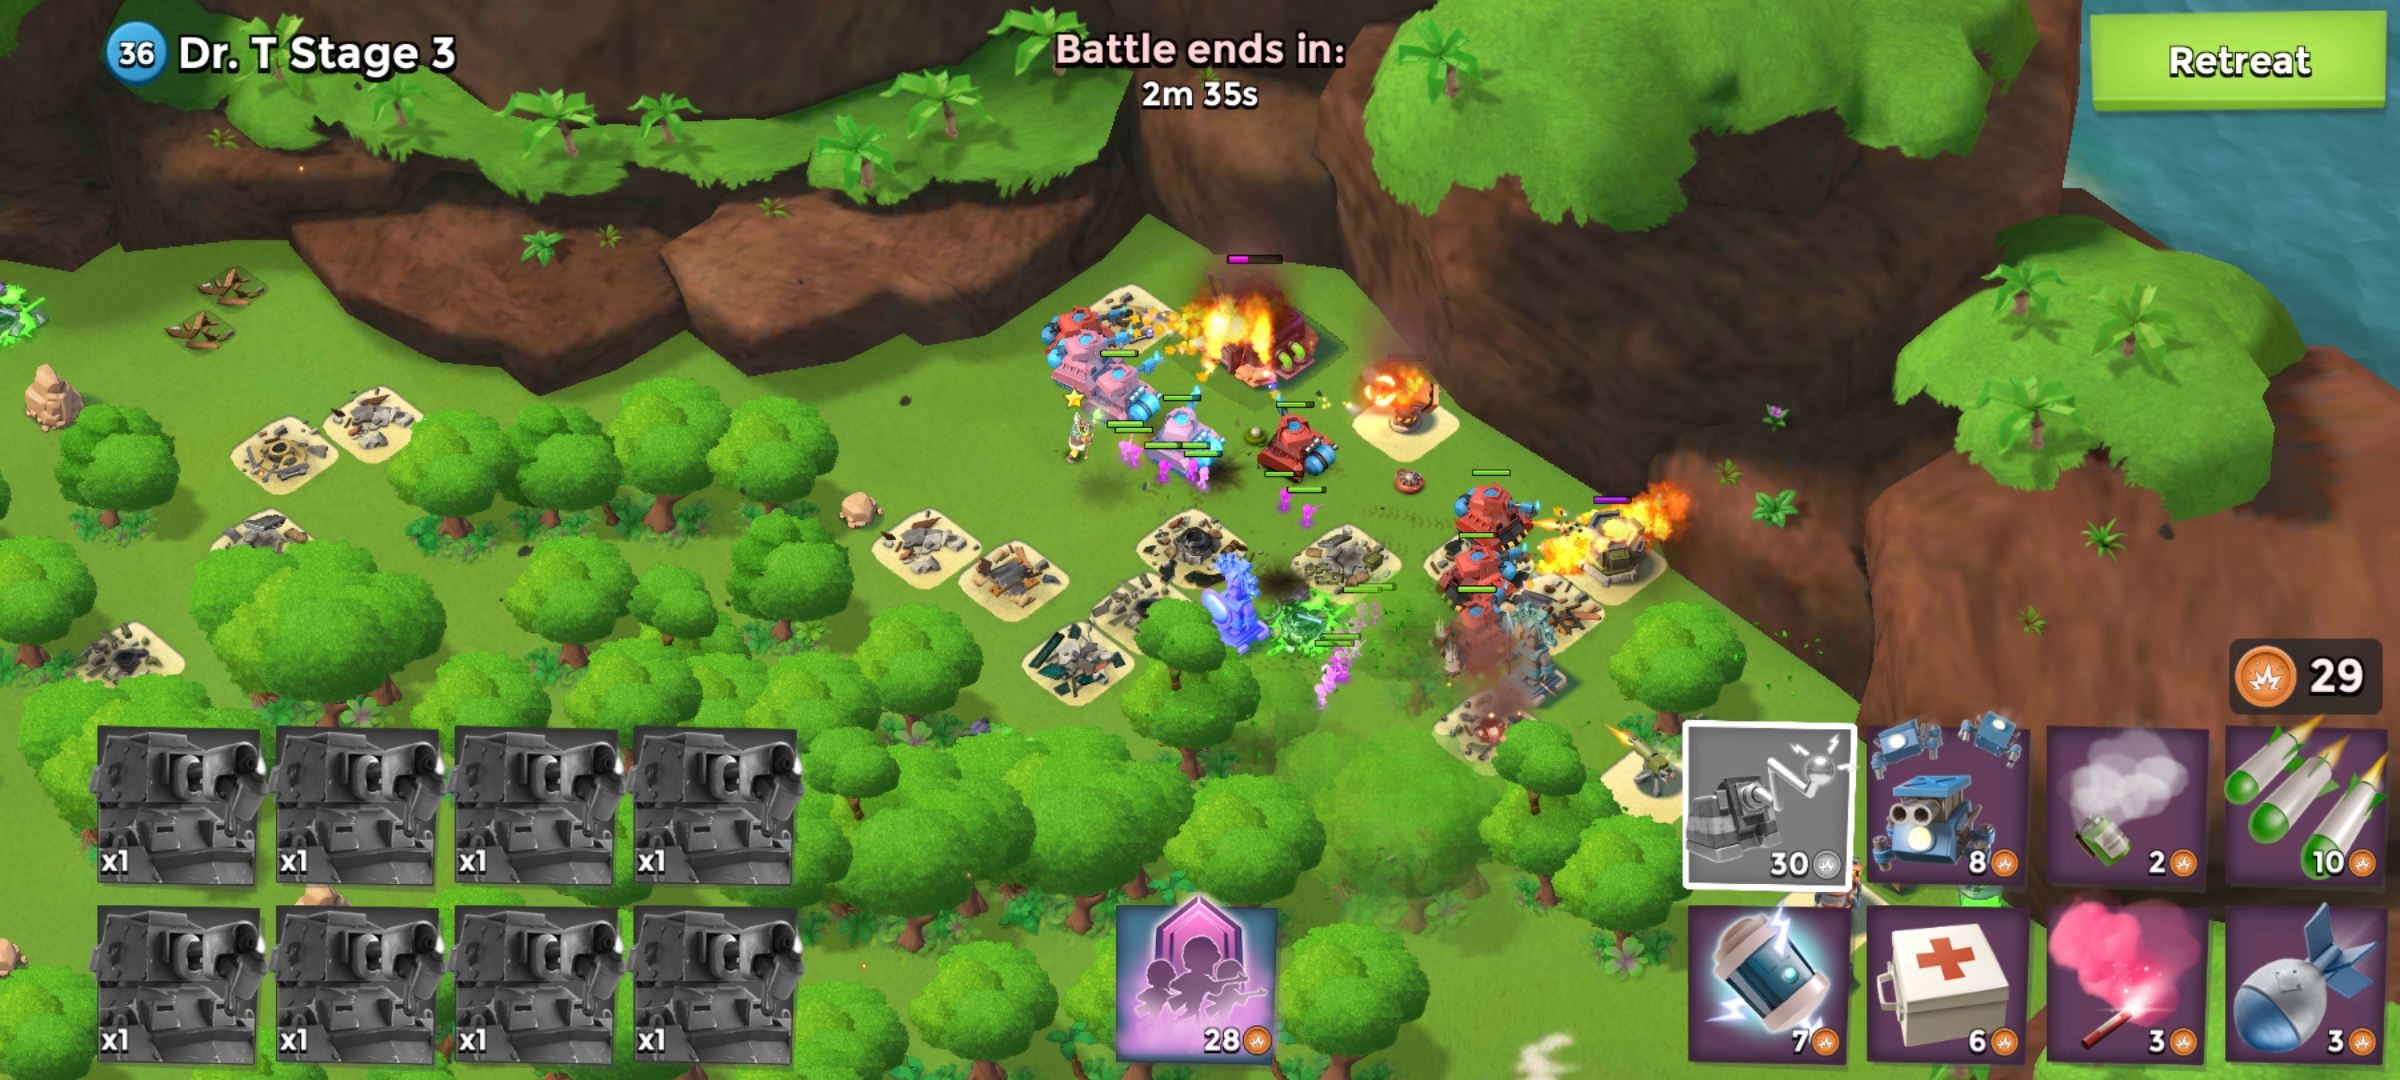 36 Dr. T Stage 3
Battle ends in:
2m 35s
Retreat
29
x1 x1 x1 x1
30 8 2 10
x1 x1 x1 x1
28
7 6 3 3